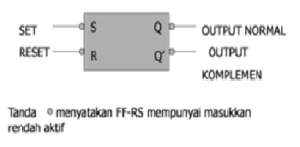 SET S Q OUTPUT NORMAL
RESET R Q' OUTPUT
KOMPLEMEN
Tanda menyatakan FF-RS mempunyai masukkan
rendah aktif